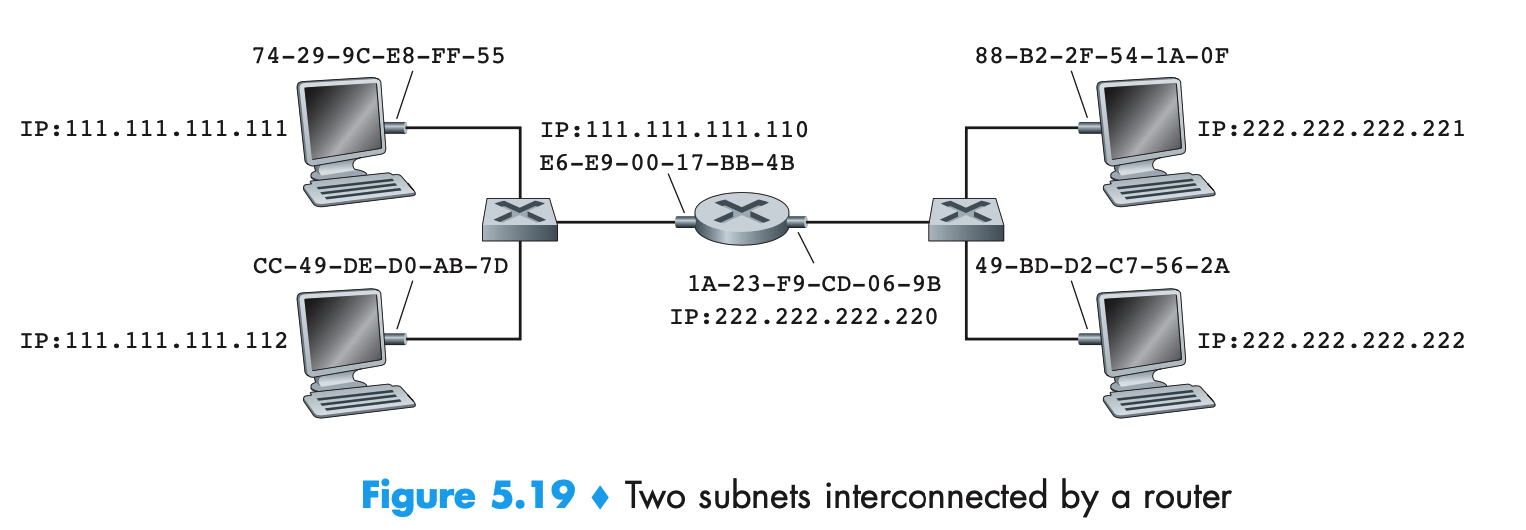 74-29-9C-E8-FF-55
88-B2-2F-54-1A-0F
IP:111.111.111.111
IP:111.111.111.110
IP:222.222.222.221
E6-E9-00-17-BB-4B
CC-49-DE-D0-AB-7D
1A-23-F9-CD-06-9B
49-BD-D2-C7-56-2A
IP:222.222.222.220
IP:111.111.111.112
IP:222.222.222.222
Figure 5.19 ♦ Two subnets interconnected by a router